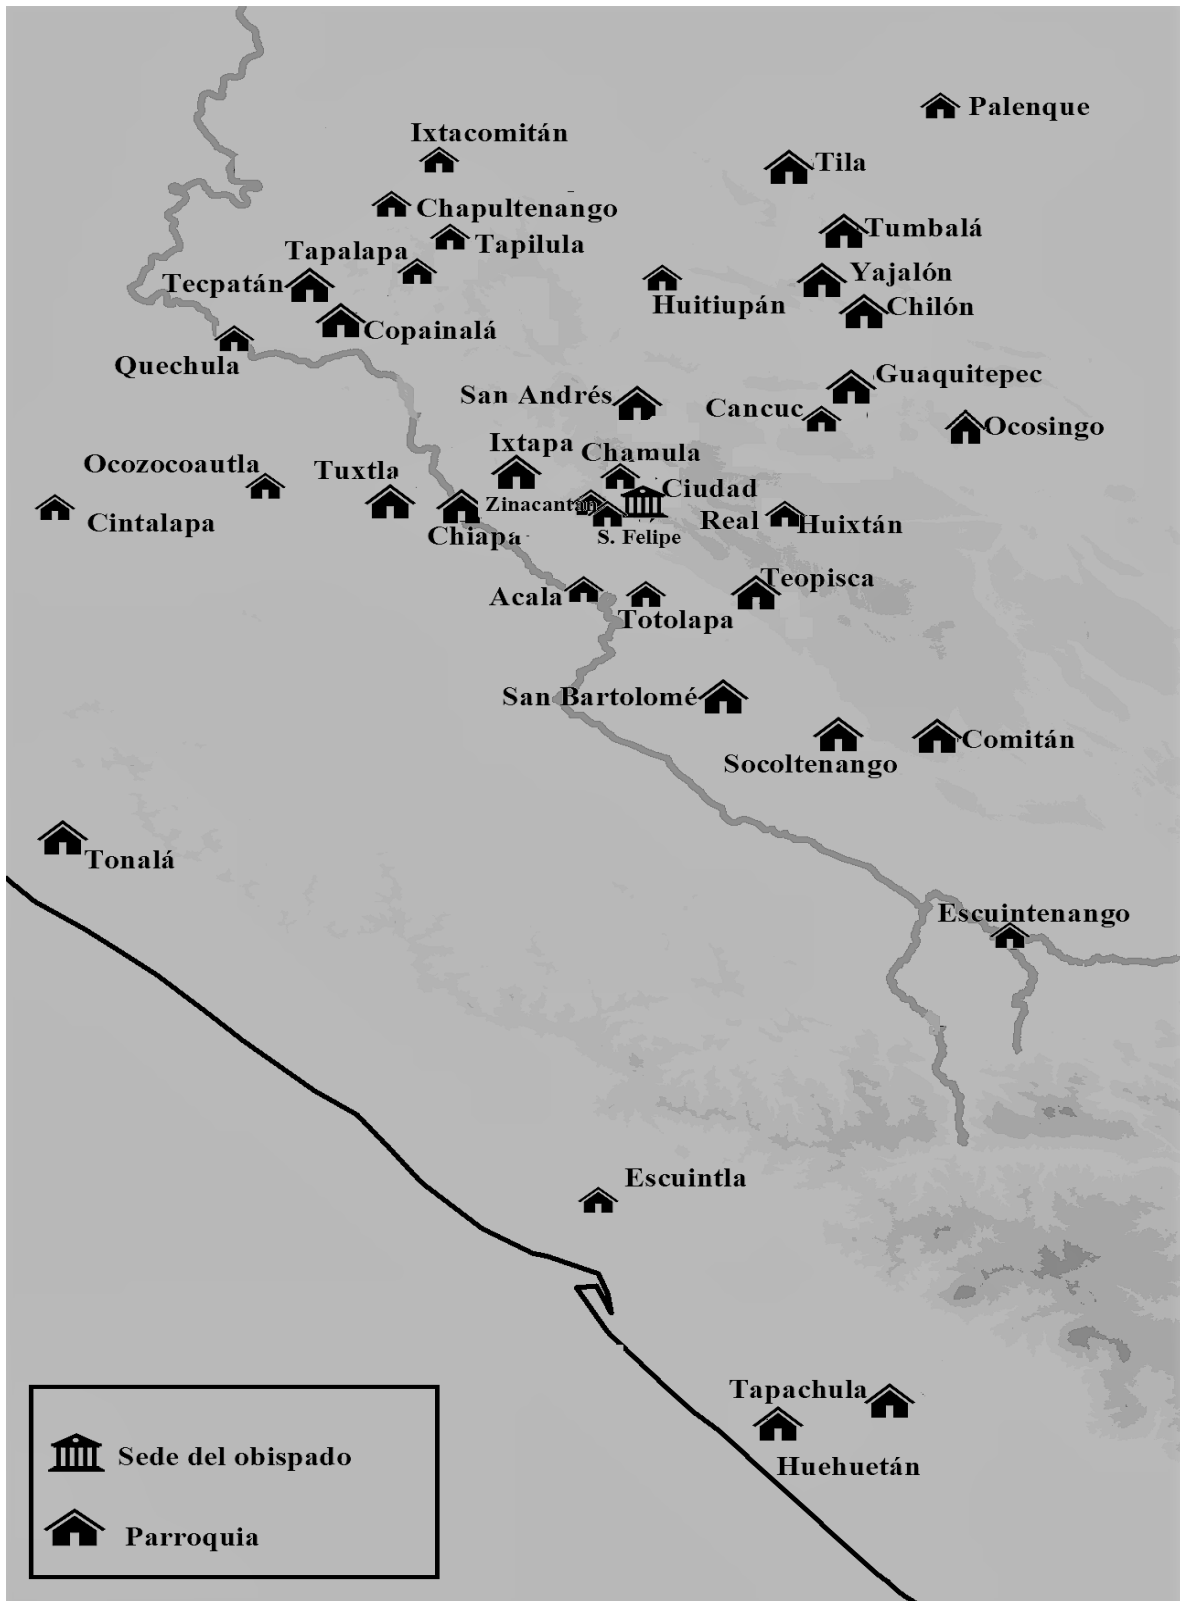 Palenque
Ixtacomitán
Tila
Chapultenango
Tumbalá
Tapilula
Tapalapa
Yajalón
Tecpatán
Huitiupán
Chilón
Copainalá
Quechula
Guaquitepec
San Andrés
Cancuc
Ocosingo
Ixtapa
Chamula
Ocozocoautla
Tuxtla
Ciudad
Real
Zinacantán
Cintalapa
Huixtán
Chiapa
S. Felipe
Teopisca
Acala
Totolapa
San Bartolomé
Comitán
Socoltenango
Tonalá
Escuintenango
Escuintla
Tapachula
Huehuetán
Sede del obispado
Parroquia